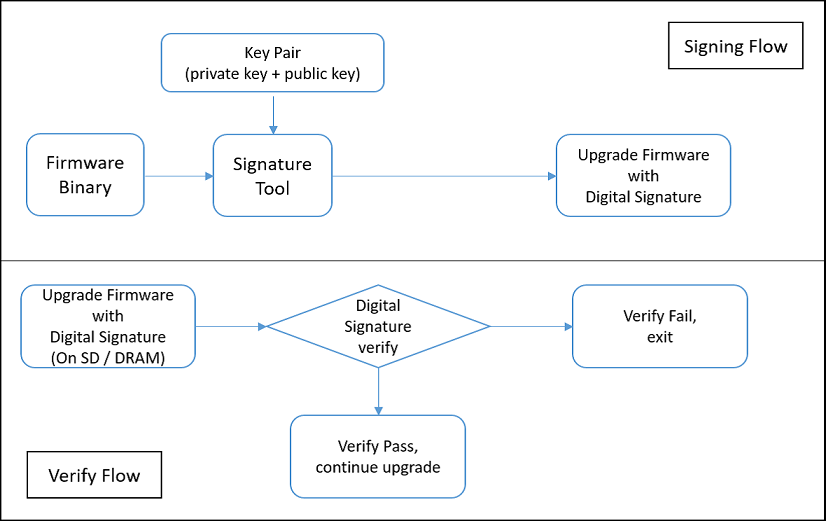 Signing Flow
Key Pair
(private key + public key)
Firmware
Binary
Signature
Tool
Upgrade Firmware
with
Digital Signature
Upgrade Firmware
with
Digital Signature
(On SD / DRAM)
Digital
Signature
verify
Verify Fail,
exit
Verify Pass,
continue upgrade
Verify Flow